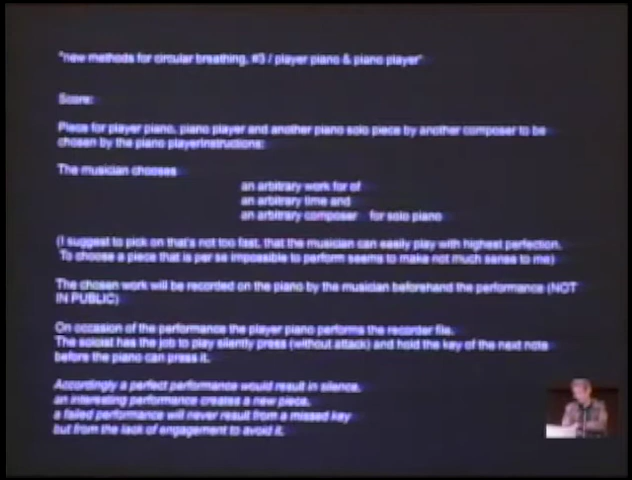 "new methods for circular breathing, #3 / player piano & piano player"
Score:
Piece for player piano, piano player and another piano solo piece by another composer to be
chosen by the piano playerInstructions:
The musician chooses
an arbitrary work for of
an arbitrary time and
an arbitrary composer for solo piano
(I suggest to pick on that's not too fast, that the musician can easily play with highest perfection.
To choose a piece that is per se impossible to perform seems to make not much sense to me)
The chosen work will be recorded on the piano by the musician beforehand the performance (NOT
IN PUBLIC)
On occasion of the performance the player piano performs the recorder file.
The soloist has the job to play silently press (without attack) and hold the key of the next note
before the piano can press it.
Accordingly a perfect performance would result in silence.
an interesting performance creates a new piece.
a failed performance will never result from a missed key
but from the lack of engagement to avoid it.